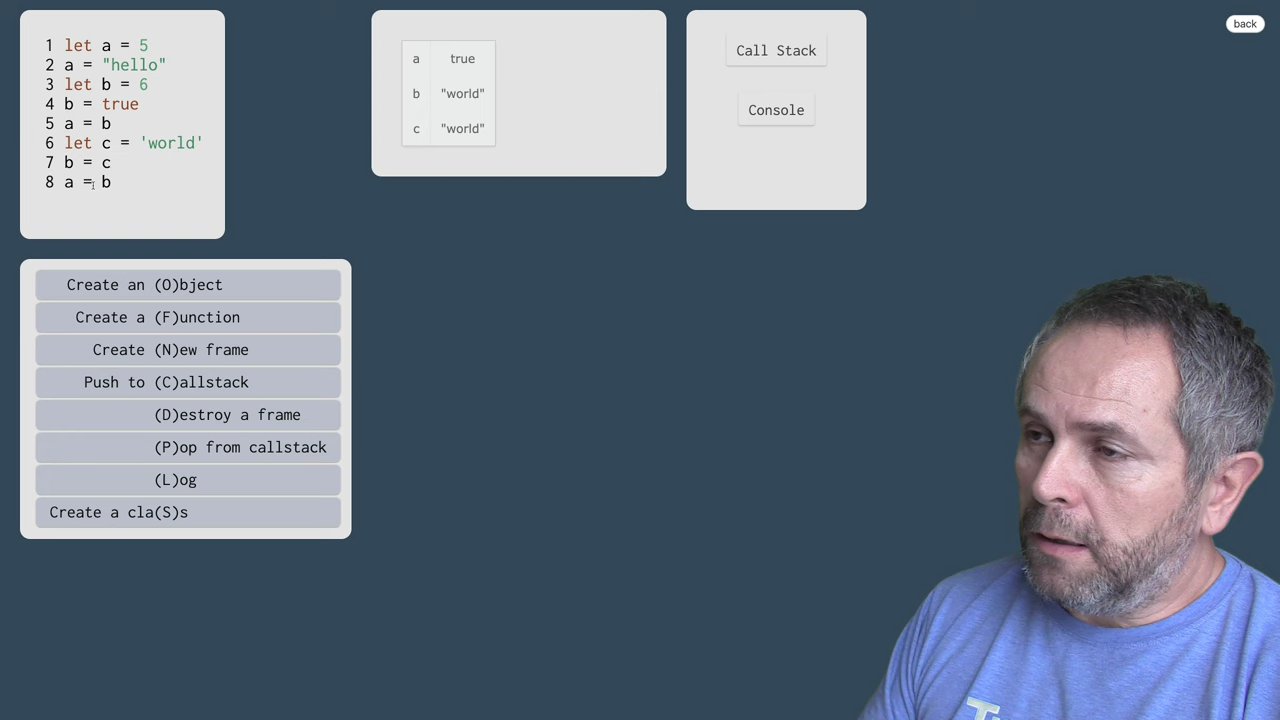 1 let a = 5
2 a = "hello"
3 let b = 6
4 b = true
5 a = b
6 let c = 'world'
7 b = c
8 a = b
a true
b "world"
c "world"
Call Stack
Console
back
Create an (O)bject
Create a (F)unction
Create (N)ew frame
Push to (C)allstack
(D)estroy a frame
(P)op from callstack
(L)og
Create a cla(S)s